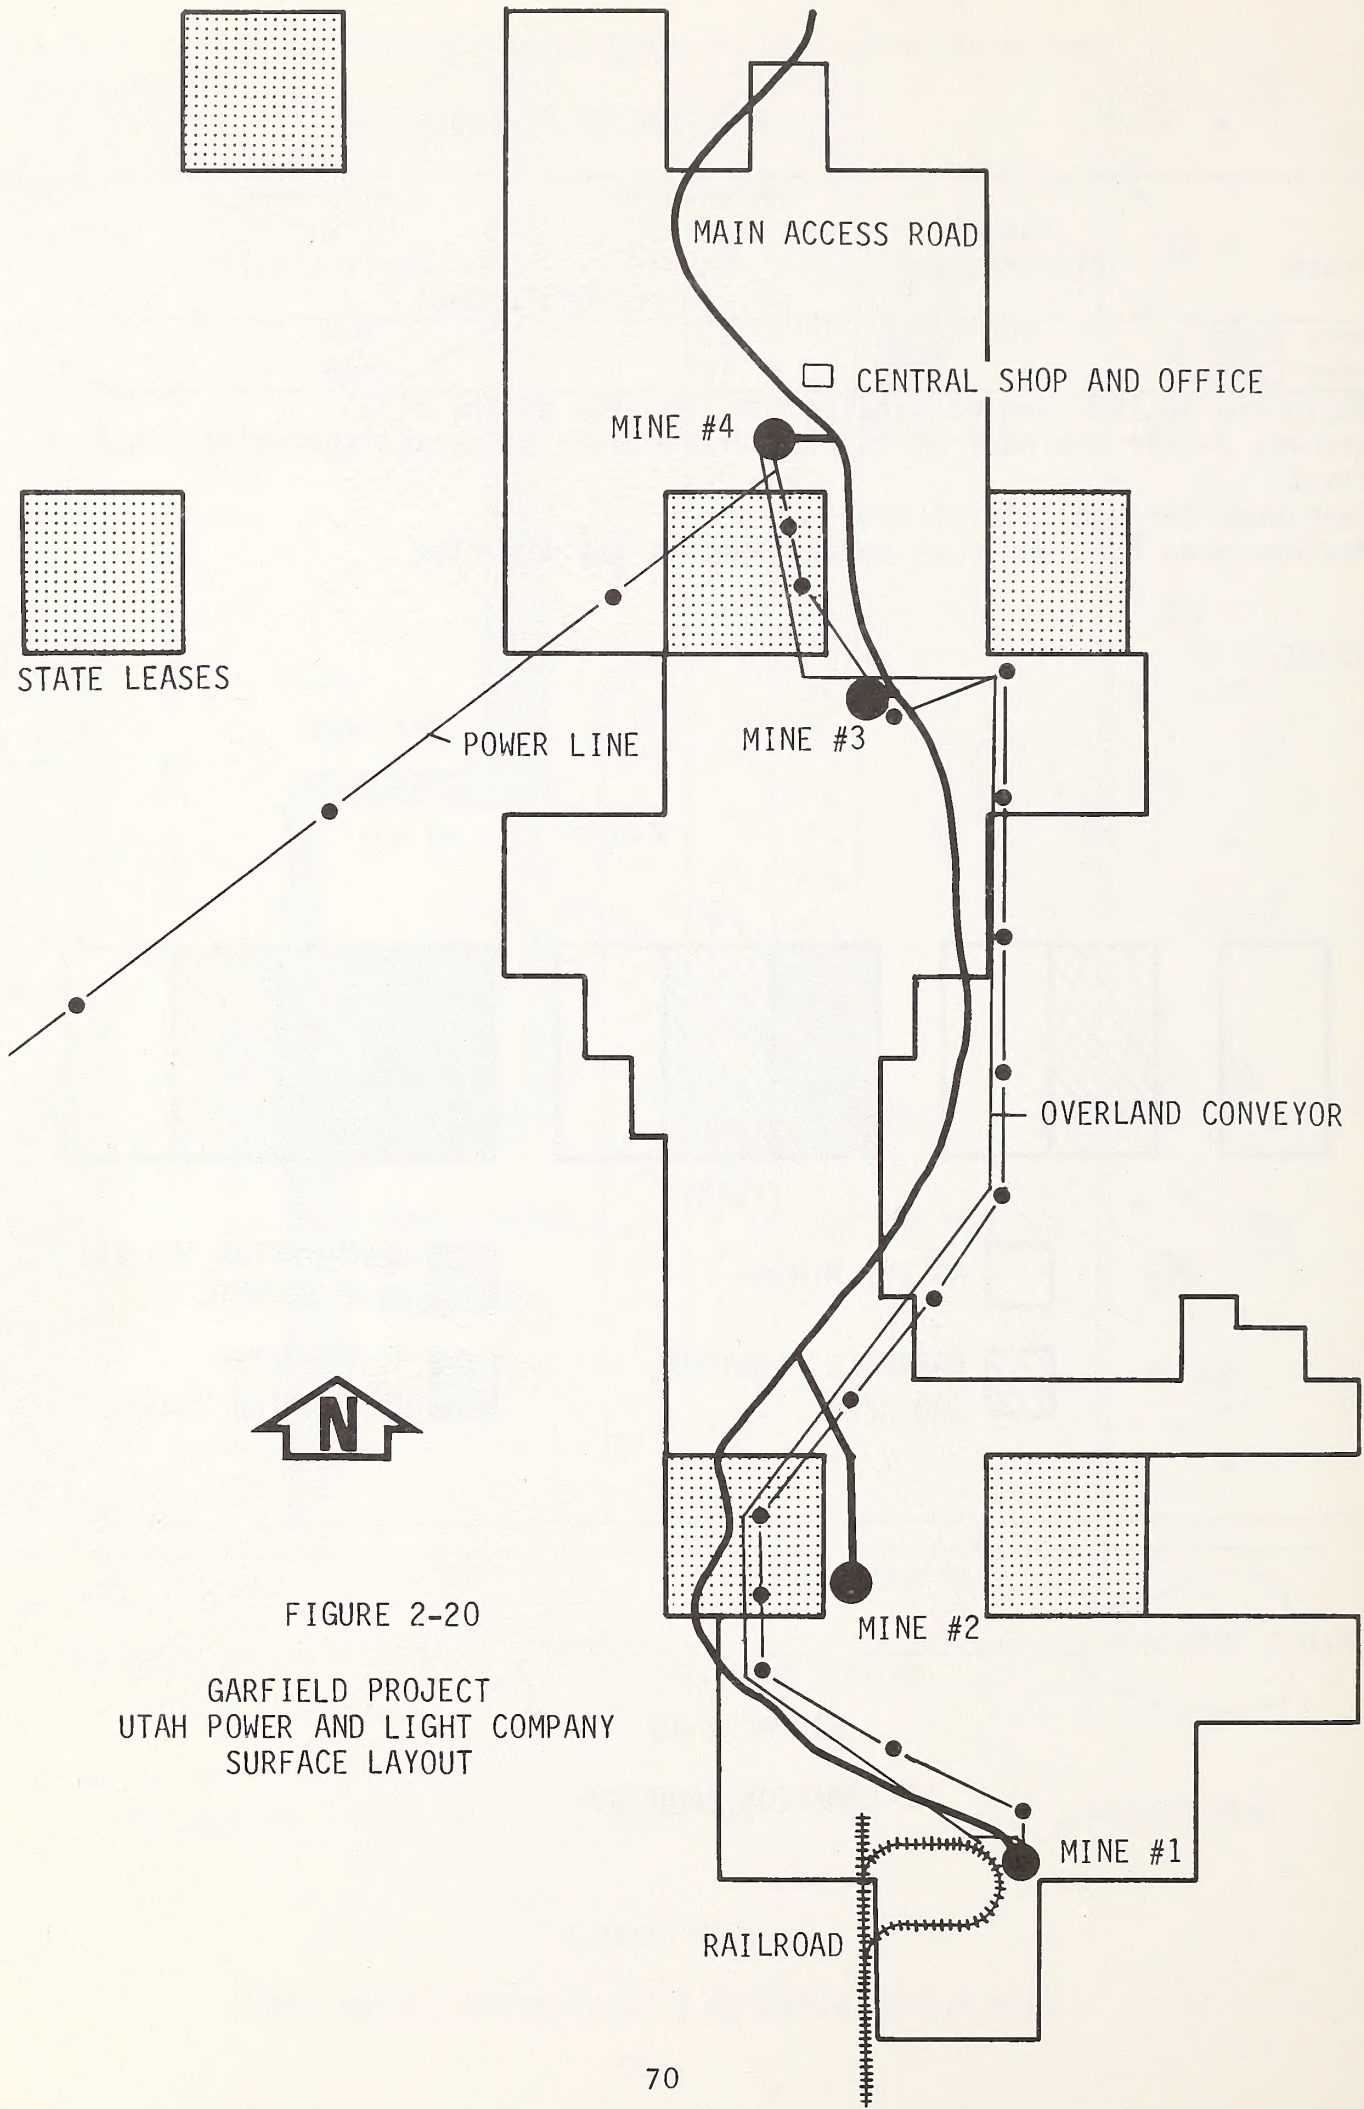 MAIN ACCESS ROAD
CENTRAL SHOP AND OFFICE
MINE #4
STATE LEASES
POWER LINE
MINE #3
OVERLAND CONVEYOR
N
MINE #2
FIGURE 2-20
GARFIELD PROJECT
UTAH POWER AND LIGHT COMPANY
SURFACE LAYOUT
MINE #1
RAILROAD
70